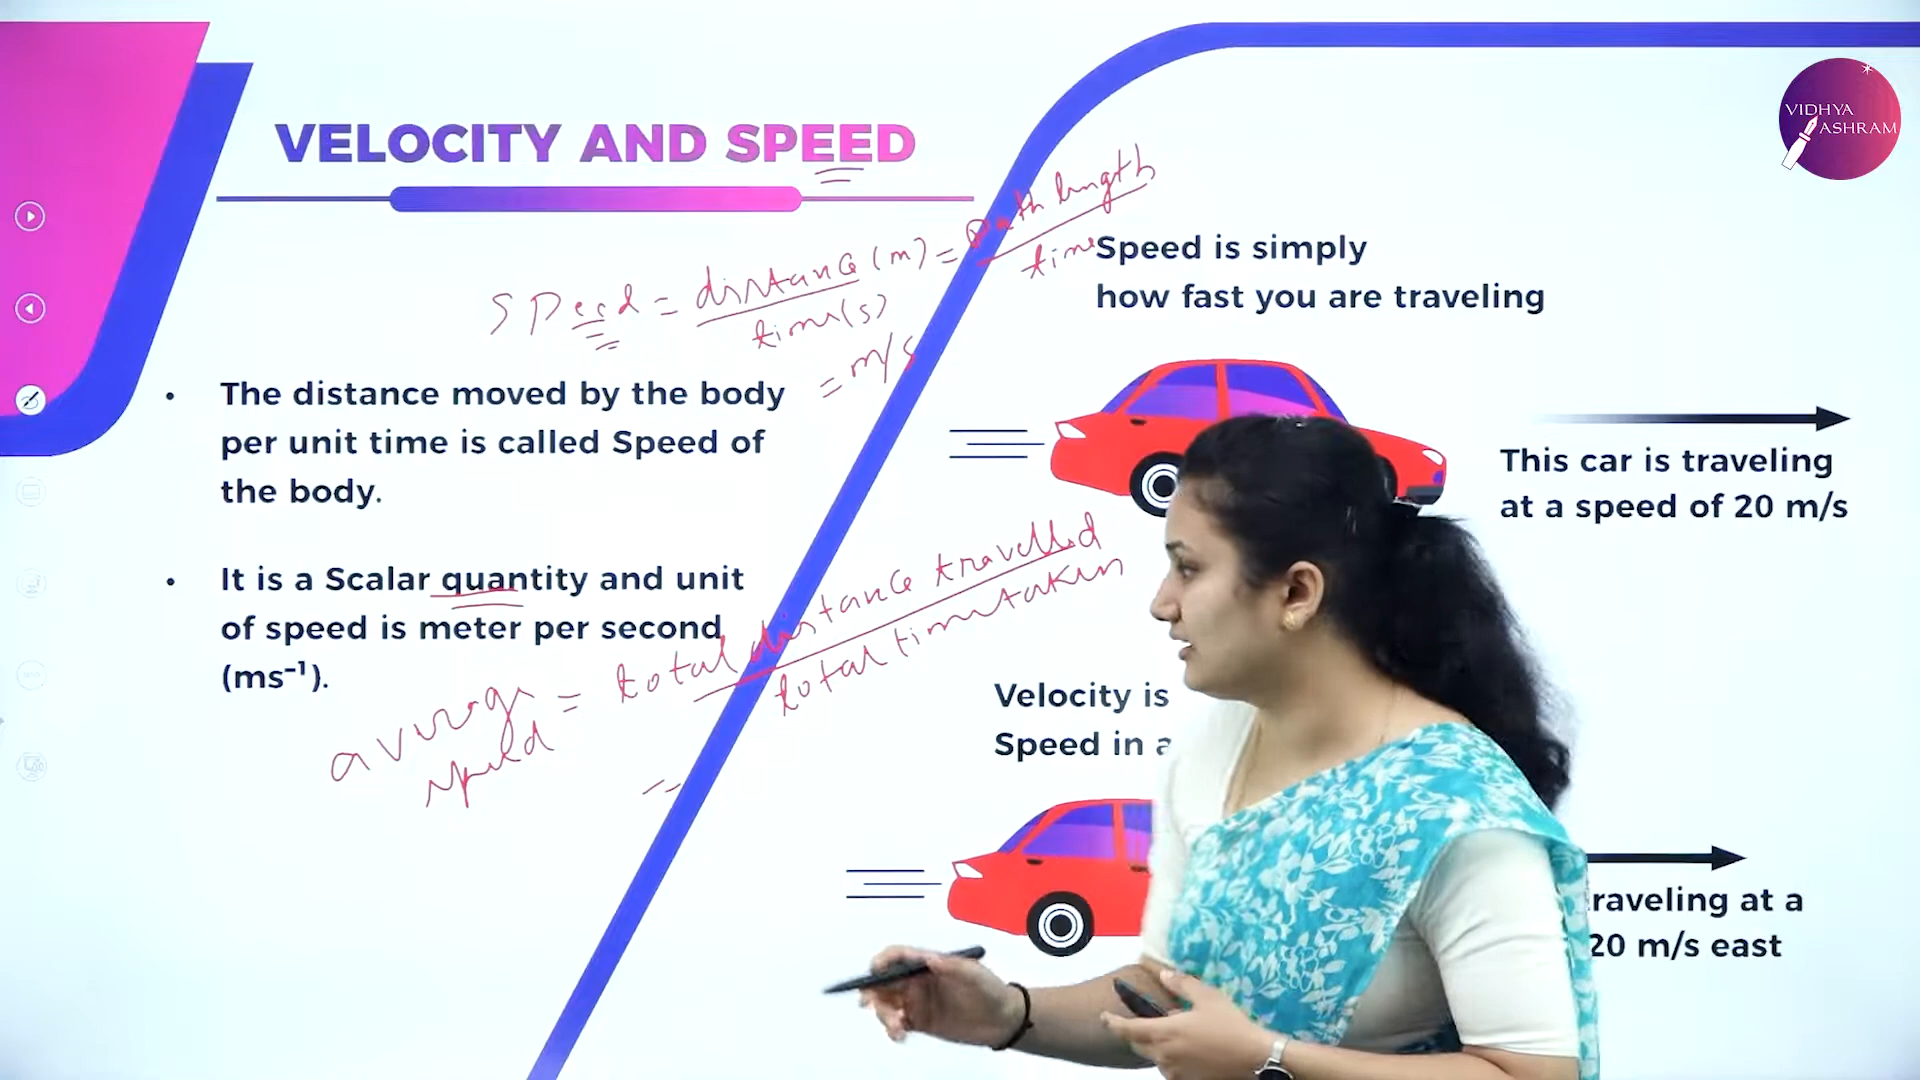 VIDHYA
ASHRAM
VELOCITY AND SPEED
speed = distance (m) = Path length
time(s) time
= m/s
Speed is simply
how fast you are traveling
The distance moved by the body
per unit time is called Speed of
the body.
This car is traveling
at a speed of 20 m/s
It is a Scalar quantity and unit
of speed is meter per second
(ms⁻¹).
average speed = total distance travelled
total time taken
=
Velocity is
Speed in a
raveling at a
20 m/s east